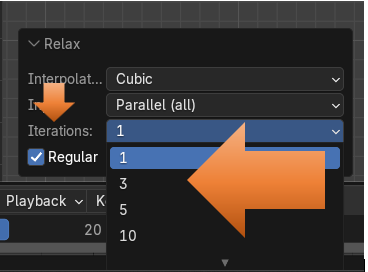 Relax
Interpolat... Cubic
Parallel (all)
Iterations: 1
Regular 1
3
Playback
5
20
10